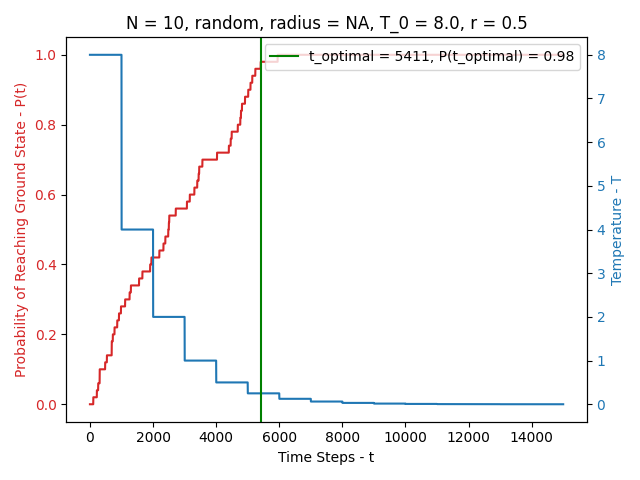 N = 10, random, radius = NA, T_0 = 8.0, r = 0.5
t_optimal = 5411, P(t_optimal) = 0.98
Probability of Reaching Ground State - P(t)
1.0
0.8
0.6
0.4
0.2
0.0
8
7
6
5
4
3
2
1
0
Temperature - T
0 2000 4000 6000 8000 10000 12000 14000
Time Steps - t